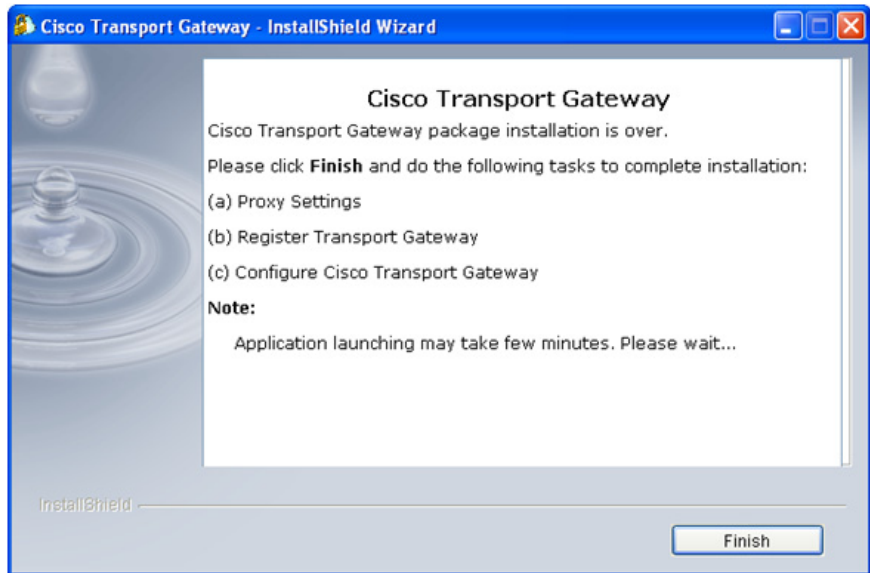 Cisco Transport Gateway - InstallShield Wizard
Cisco Transport Gateway
Cisco Transport Gateway package installation is over.
Please click Finish and do the following tasks to complete installation:
(a) Proxy Settings
(b) Register Transport Gateway
(c) Configure Cisco Transport Gateway
Note:
Application launching may take few minutes. Please wait...
InstallShield
Finish